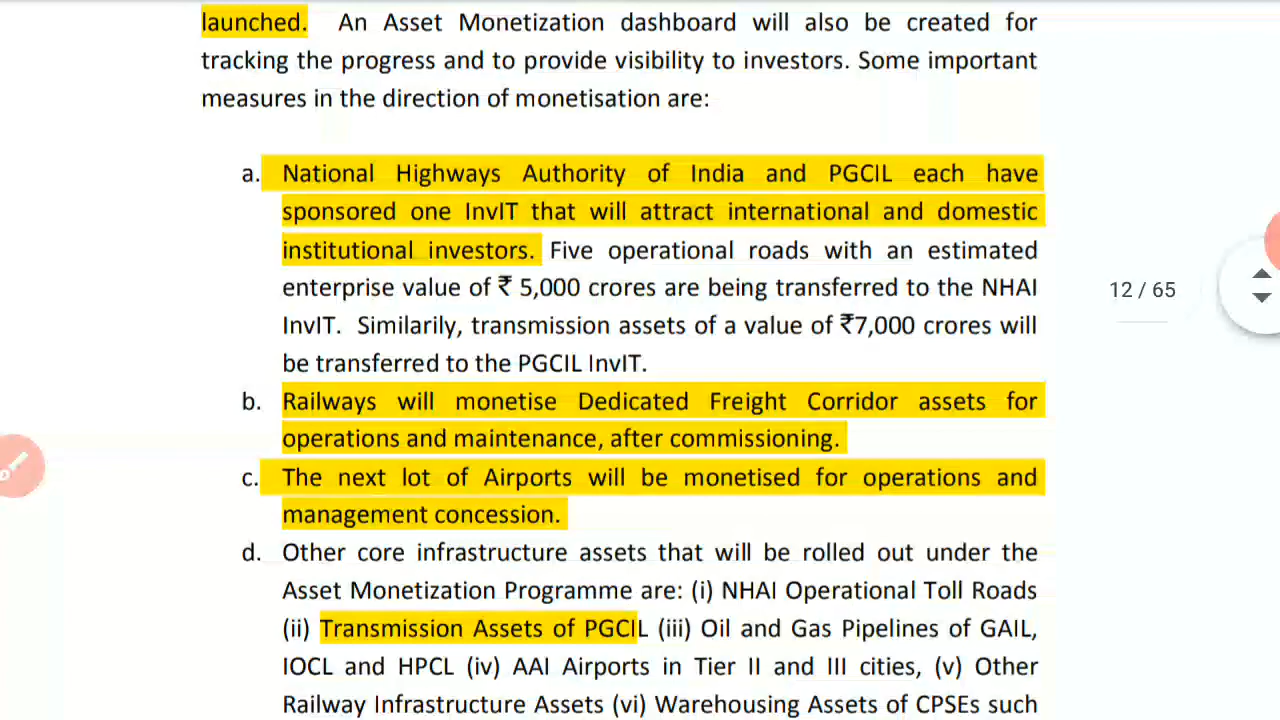 launched. An Asset Monetization dashboard will also be created for
tracking the progress and to provide visibility to investors. Some important
measures in the direction of monetisation are:
a. National Highways Authority of India and PGCIL each have
sponsored one InvIT that will attract international and domestic
institutional investors. Five operational roads with an estimated
enterprise value of ₹ 5,000 crores are being transferred to the NHAI
InvIT. Similarily, transmission assets of a value of ₹7,000 crores will
be transferred to the PGCIL InvIT.
b. Railways will monetise Dedicated Freight Corridor assets for
operations and maintenance, after commissioning.
c. The next lot of Airports will be monetised for operations and
management concession.
d. Other core infrastructure assets that will be rolled out under the
Asset Monetization Programme are: (i) NHAI Operational Toll Roads
(ii) Transmission Assets of PGCIL (iii) Oil and Gas Pipelines of GAIL,
IOCL and HPCL (iv) AAI Airports in Tier II and III cities, (v) Other
Railway Infrastructure Assets (vi) Warehousing Assets of CPSEs such
12 / 65